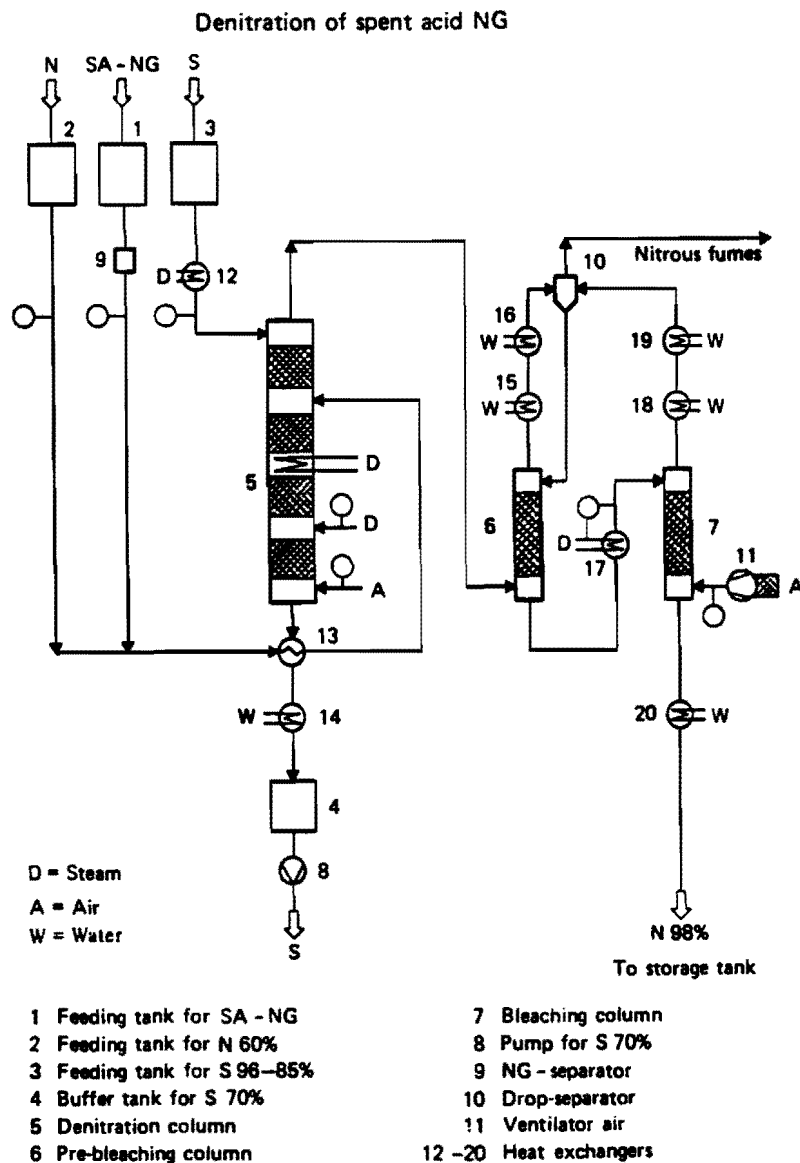 Denitration of spent acid NG
N SA - NG S
2 1 3
9
D 12
10 Nitrous fumes
16 19
W W
15 18
W W
5 D
6 7
D
D 17 11
A A
13
W 14 20 W
4
8
D = Steam
A = Air
W = Water
S
N 98%
To storage tank
1 Feeding tank for SA - NG
2 Feeding tank for N 60%
3 Feeding tank for S 96-85%
4 Buffer tank for S 70%
5 Denitration column
6 Pre-bleaching column
7 Bleaching column
8 Pump for S 70%
9 NG - separator
10 Drop-separator
11 Ventilator air
12 -20 Heat exchangers